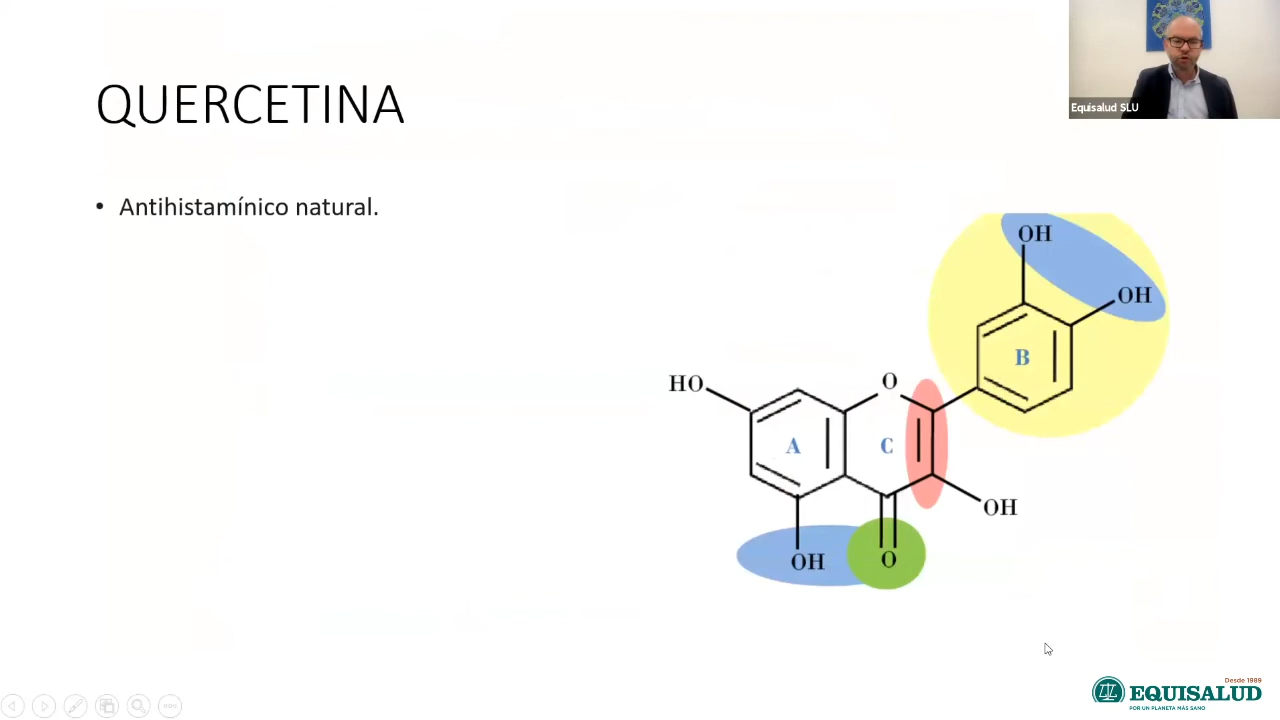 QUERCETINA
Equisalud SLU
• Antihistamínico natural.
OH
OH
B
O
HO
A
C
OH
OH
O
Desde 1989
EQUISALUD
POR UN PLANETA MÁS SANO